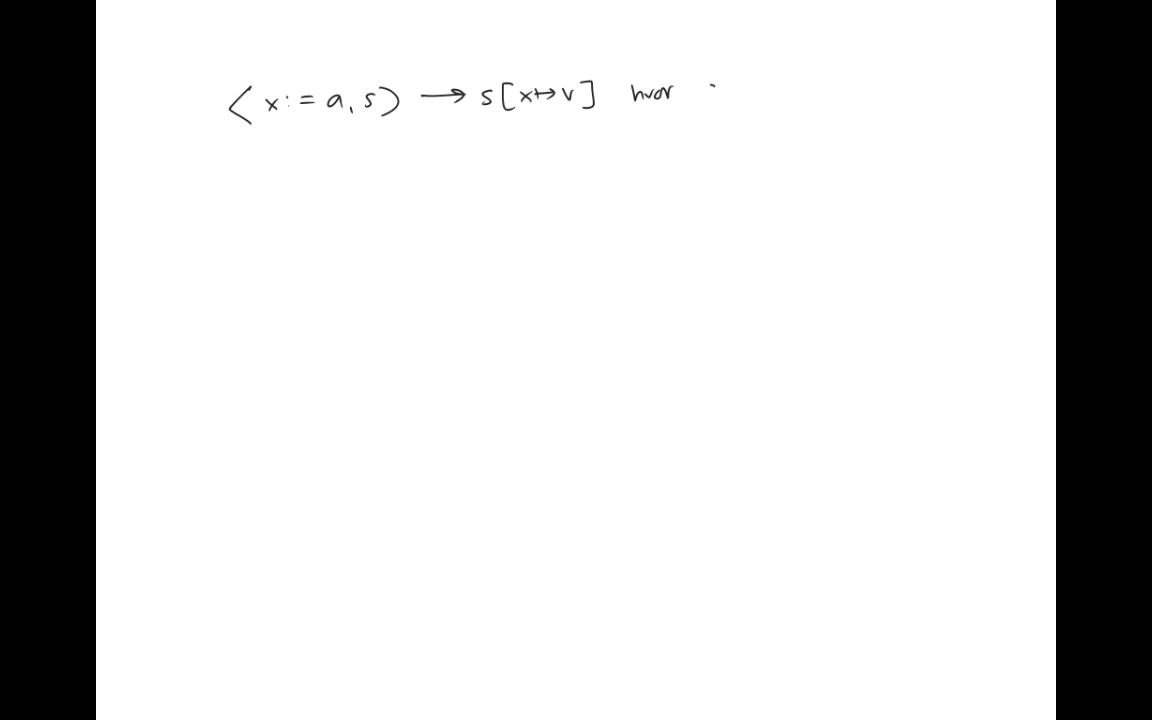 ⟨x := a, s⟩ → s[x↦v] hvor